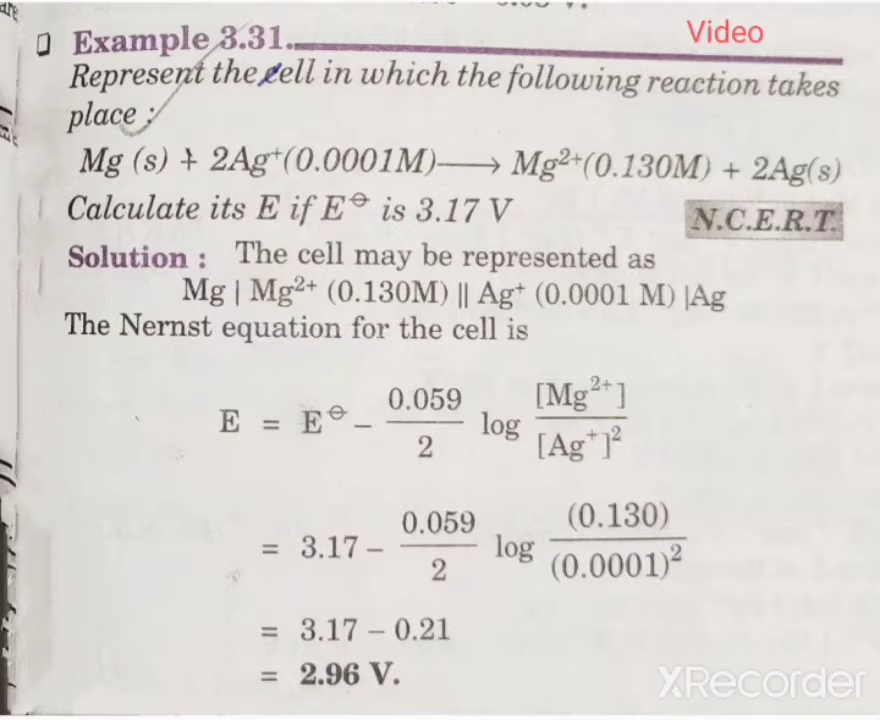 Video
Example 3.31.
Represent the cell in which the following reaction takes
place :
Mg (s) + 2Ag⁺(0.0001M) ⟶ Mg²⁺(0.130M) + 2Ag(s)
Calculate its E if E⊖ is 3.17 V
N.C.E.R.T.
Solution : The cell may be represented as
Mg | Mg²⁺ (0.130M) || Ag⁺ (0.0001 M) |Ag
The Nernst equation for the cell is
E = E⊖ – 0.059/2 log [Mg²⁺]/[Ag⁺]²
= 3.17 – 0.059/2 log (0.130)/(0.0001)²
= 3.17 – 0.21
= 2.96 V.
XRecorder